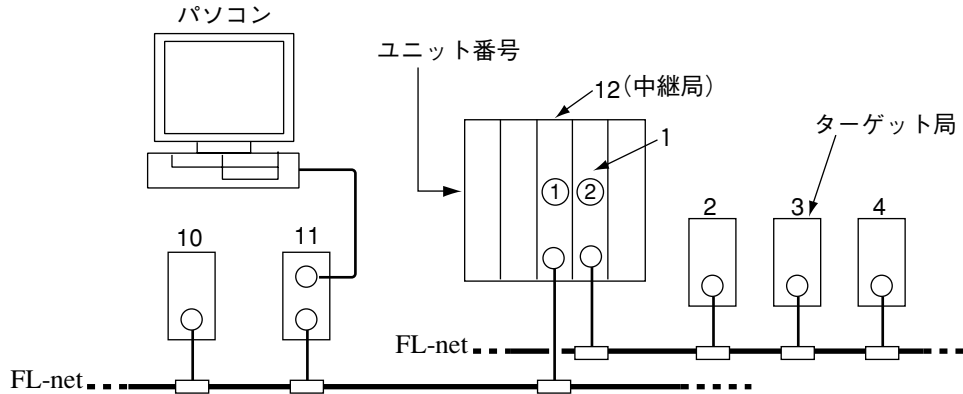 パソコン
ユニット番号
12(中継局)
ターゲット局
1
① ②
2 3 4
10 11
FL-net
FL-net